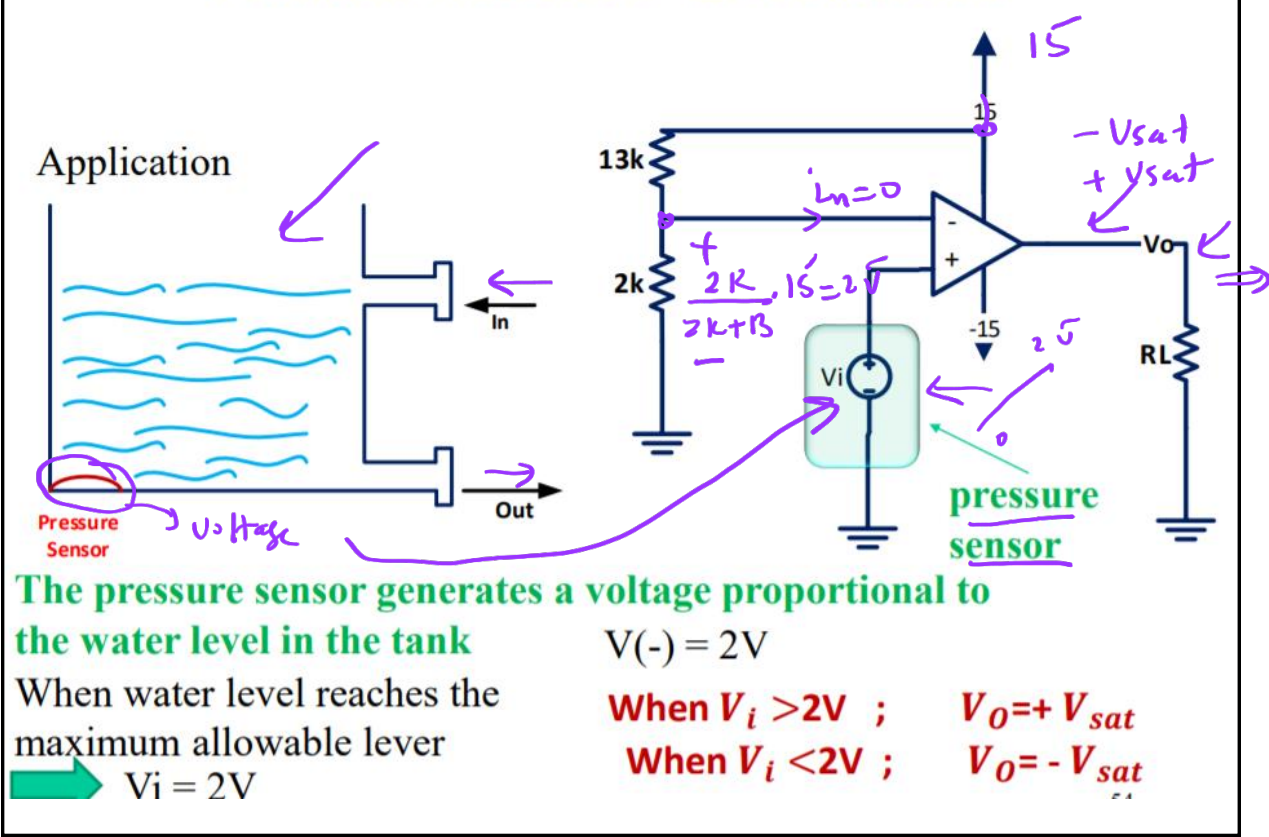 Application
15
15
13k
in=0
- Vsat
+ Vsat
-
+
Vo
+
2k
2K
2k+13
.15=2V
-
-15
2V
0
Vi
+
-
RL
In
Out
Pressure
Sensor
Voltage
pressure
sensor
The pressure sensor generates a voltage proportional to
the water level in the tank
V(-) = 2V
When water level reaches the
maximum allowable lever
Vi = 2V
When Vi >2V ; VO=+ Vsat
When Vi <2V ; VO= - Vsat